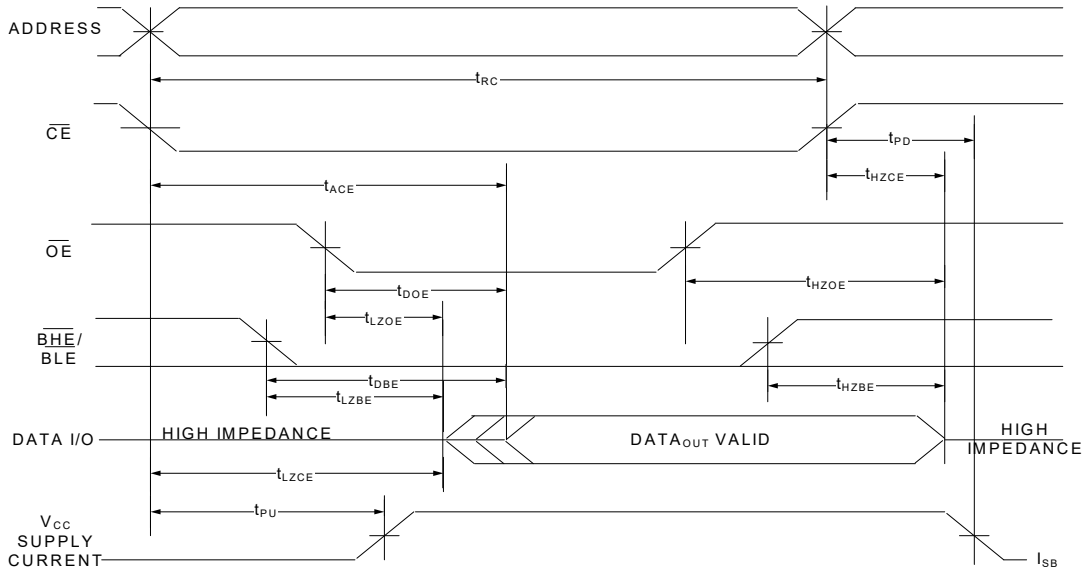 ADDRESS
tRC
CE
tPD
tACE
tHZCE
OE
tDOE
tHZOE
tLZOE
BHE/
BLE
tDBE
tHZBE
tLZBE
DATA I/O
HIGH IMPEDANCE
DATAOUT VALID
HIGH
IMPEDANCE
tLZCE
tPU
VCC
SUPPLY
CURRENT
ISB